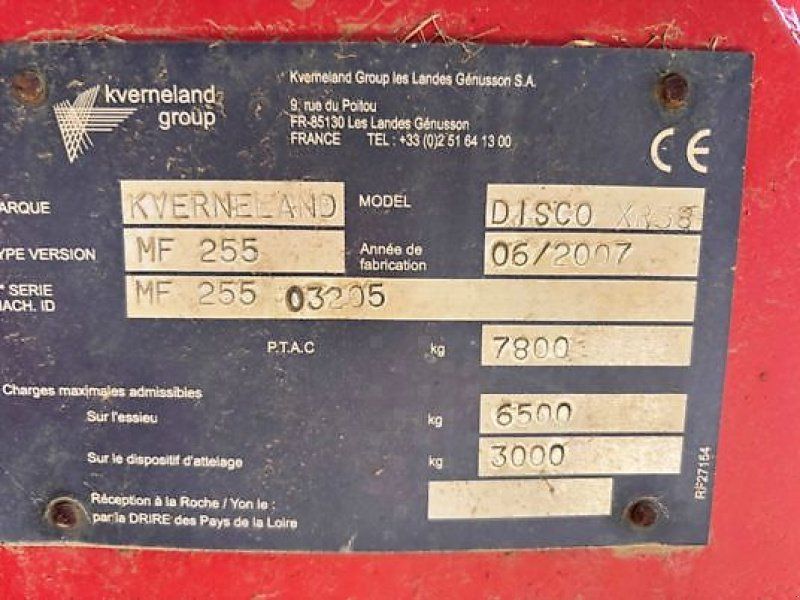 kverneland
group
Kverneland Group les Landes Génusson S.A.
9, rue du Poitou
FR-85130 Les Landes Génusson
FRANCE TEL : +33 (0)2 51 64 13 00
CE
ARQUE KVERNELAND MODEL DISCO
YPE VERSION MF 255 Année de fabrication 06/2007
° SERIE
MACH. ID MF 255 03205
P.T.A.C kg 7800
Charges maximales admissibles
Sur l'essieu kg 6500
Sur le dispositif d'attelage kg 3000
Réception à la Roche / Yon le :
par la DRIRE des Pays de la Loire
RF27154